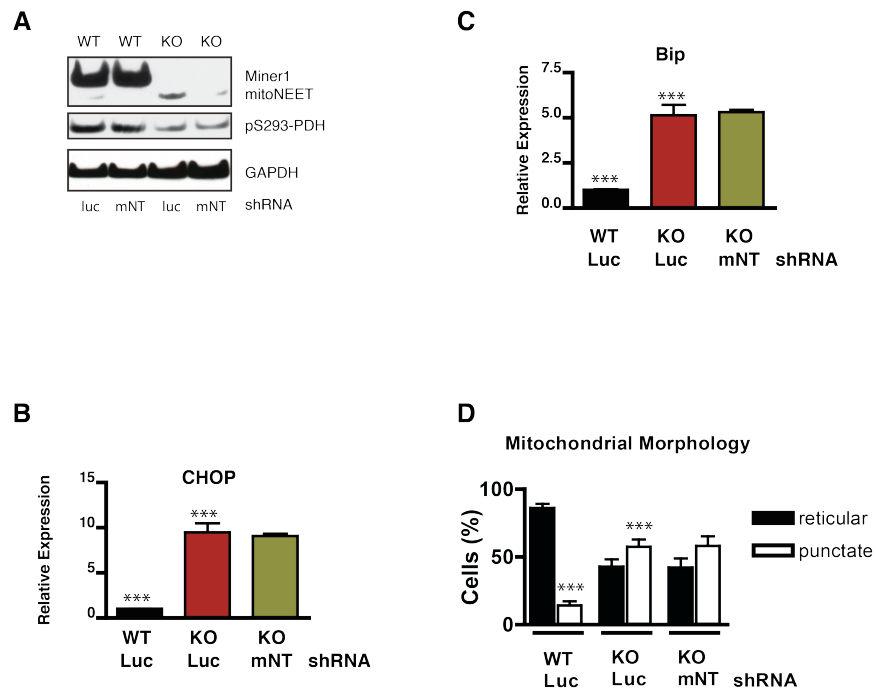 A
WT WT KO KO
Miner1
mitoNEET
pS293-PDH
GAPDH
luc mNT luc mNT shRNA
C
Bip
Relative Expression
7.5
5.0
2.5
0.0
***
***
WT KO KO
Luc Luc mNT shRNA
B
CHOP
Relative Expression
15
10
5
0
***
***
WT KO KO
Luc Luc mNT shRNA
D
Mitochondrial Morphology
Cells (%)
100
50
0
***
***
reticular
punctate
WT KO KO
Luc Luc mNT shRNA